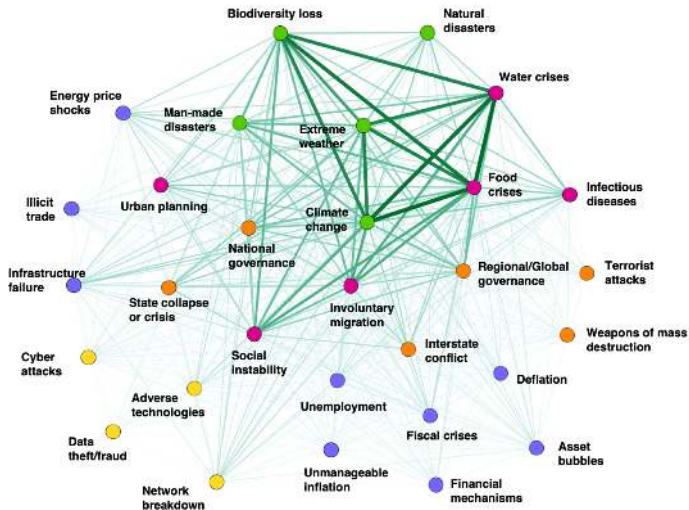 Biodiversity loss
Natural
disasters
Water crises
Energy price
shocks
Man-made
disasters
Extreme
weather
Food
crises
Infectious
diseases
Illicit
trade
Urban planning
Climate
change
National
governance
Infrastructure
failure
State collapse
or crisis
Involuntary
migration
Regional/Global
governance
Terrorist
attacks
Social
instability
Interstate
conflict
Weapons of mass
destruction
Cyber
attacks
Adverse
technologies
Unemployment
Deflation
Data
theft/fraud
Fiscal crises
Asset
bubbles
Network
breakdown
Unmanageable
inflation
Financial
mechanisms